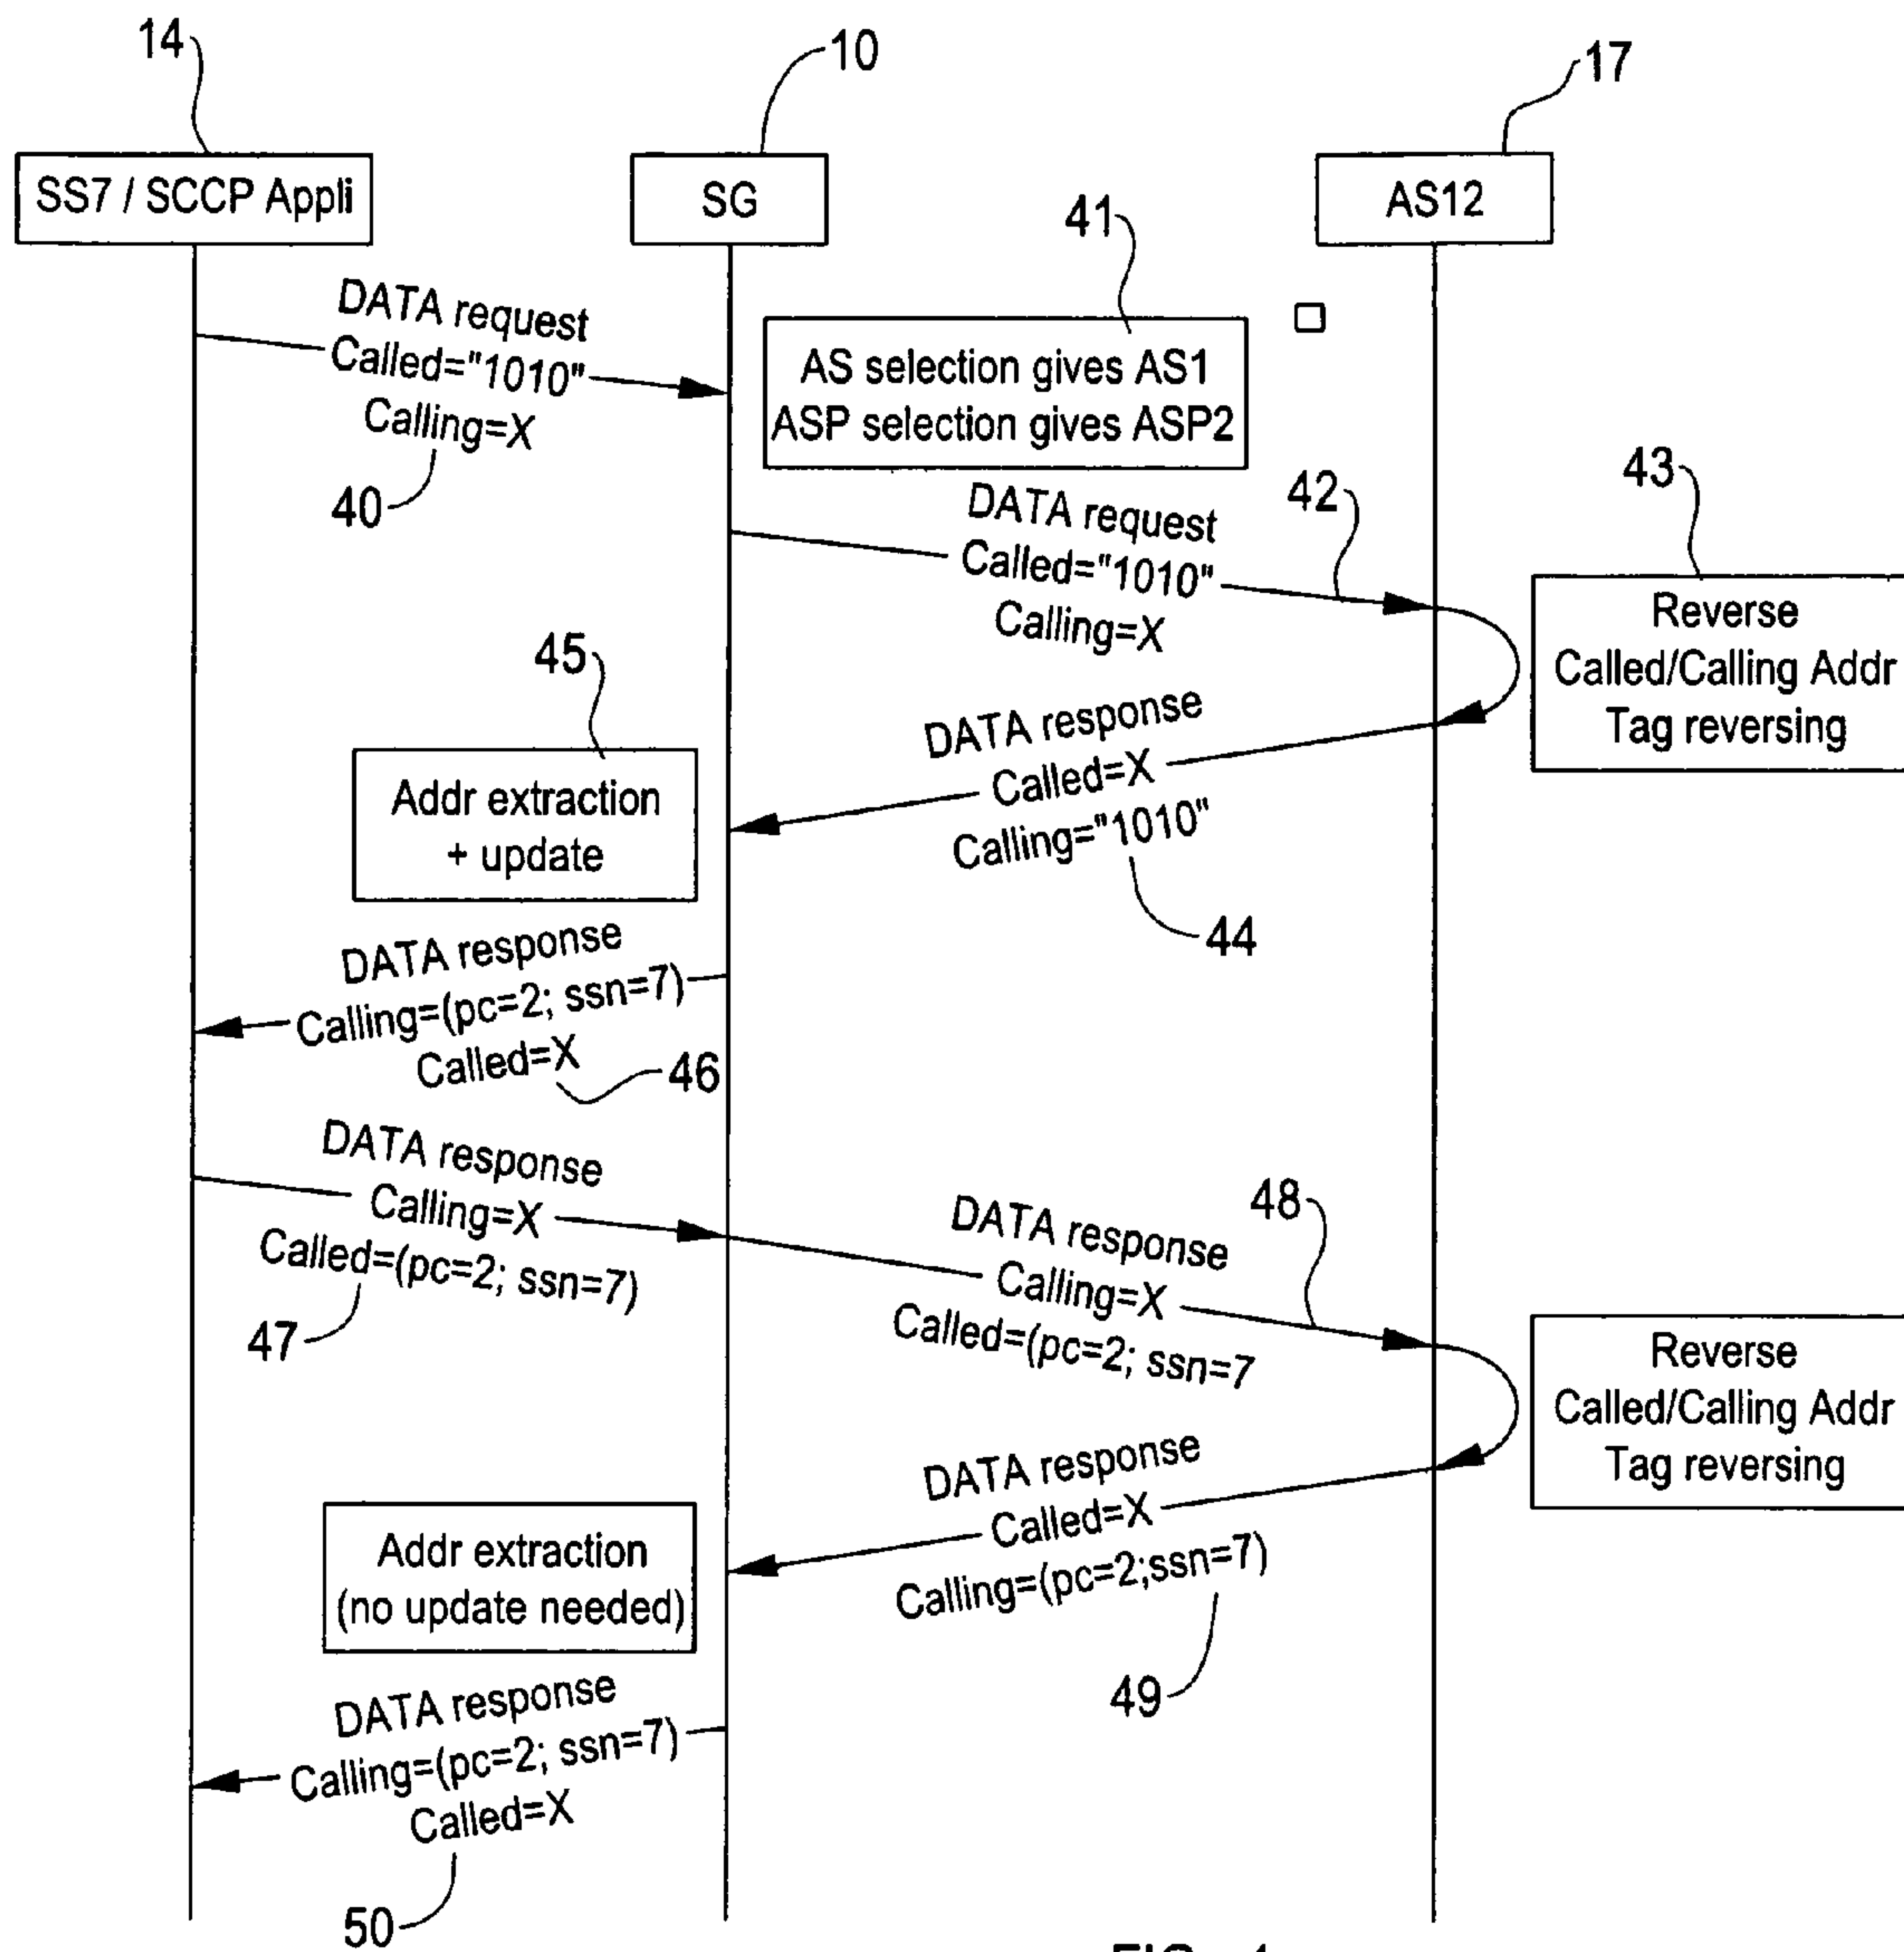 14
10
17
SS7 / SCCP Appli
SG
AS12
41
DATA request
Called="1010"
Calling=X
40
AS selection gives AS1
ASP selection gives ASP2
DATA request
Called="1010"
Calling=X
42
43
Reverse
Called/Calling Addr
Tag reversing
45
Addr extraction
+ update
DATA response
Called=X
Calling="1010"
44
DATA response
Calling=(pc=2; ssn=7)
Called=X
46
DATA response
Calling=X
Called=(pc=2; ssn=7)
47
DATA response
Calling=X
Called=(pc=2; ssn=7
48
Reverse
Called/Calling Addr
Tag reversing
DATA response
Called=X
Calling=(pc=2;ssn=7)
49
Addr extraction
(no update needed)
DATA response
Calling=(pc=2; ssn=7)
Called=X
50